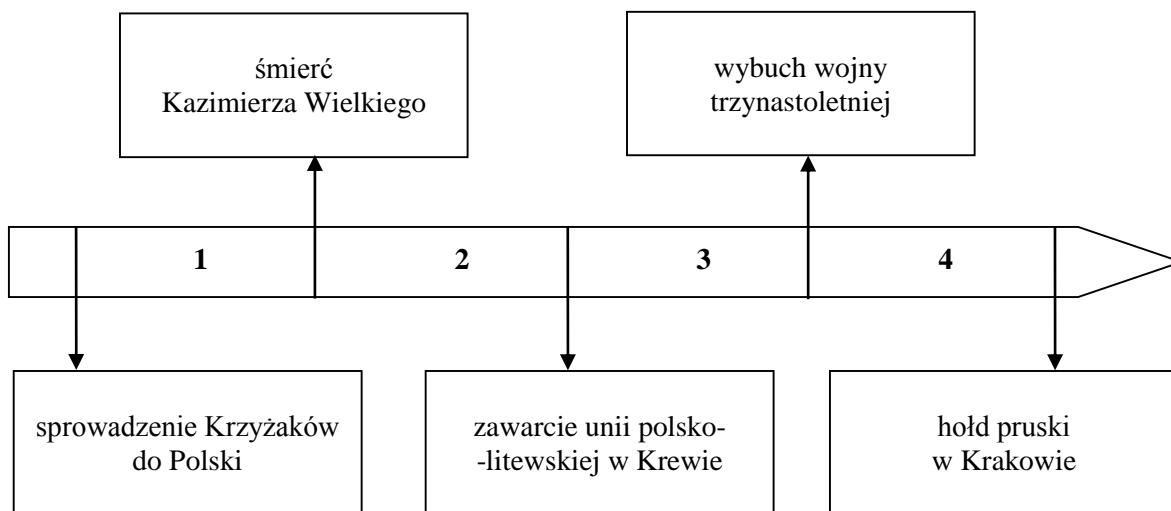 śmierć
Kazimierza Wielkiego
wybuch wojny
trzynastoletniej
1
2
3
4
sprowadzenie Krzyżaków
do Polski
zawarcie unii polsko-
-litewskiej w Krewie
hołd pruski
w Krakowie